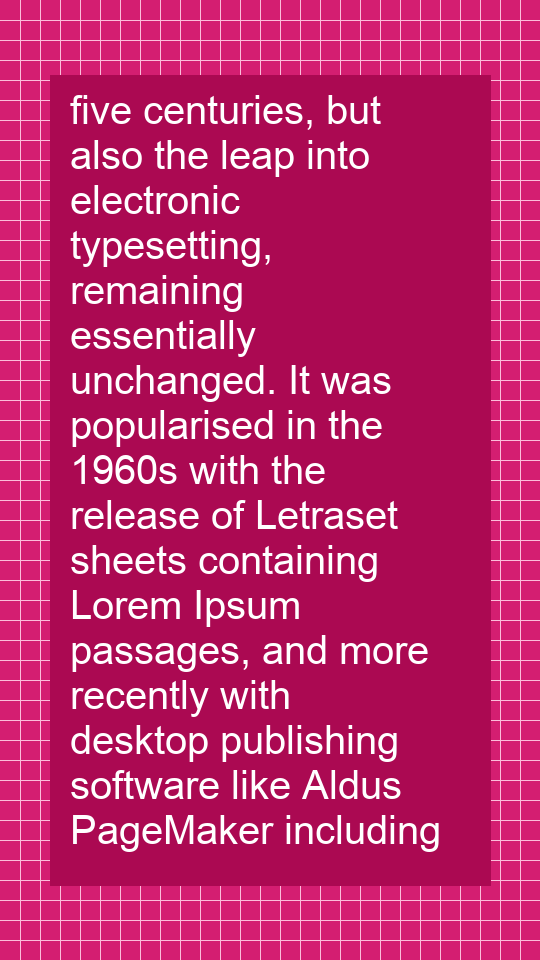 five centuries, but
also the leap into
electronic
typesetting,
remaining
essentially
unchanged. It was
popularised in the
1960s with the
release of Letraset
sheets containing
Lorem Ipsum
passages, and more
recently with
desktop publishing
software like Aldus
PageMaker including